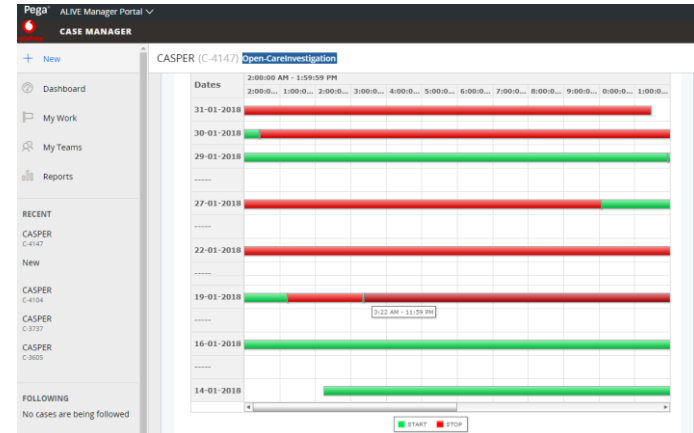 Pega ALIVE Manager Portal
CASE MANAGER
+ New
Dashboard
My Work
My Teams
Reports
RECENT
CASPER
C-4147
New
CASPER
C-4104
CASPER
C-3737
CASPER
C-3605
FOLLOWING
No cases are being followed
CASPER (C-4147) Open-CareInvestigation
Dates
2:00:00 AM - 1:59:59 PM
2:00:0... 1:00:0... 2:00:0... 3:00:0... 4:00:0... 5:00:0... 6:00:0... 7:00:0... 8:00:0... 9:00:0... 0:00:0... 1:00:0...
31-01-2018
30-01-2018
29-01-2018
-----
27-01-2018
-----
22-01-2018
-----
19-01-2018
3:22 AM - 11:59 PM
-----
16-01-2018
-----
14-01-2018
START STOP